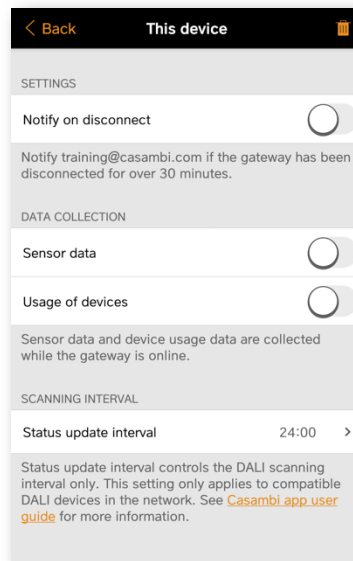 Back This device
SETTINGS
Notify on disconnect
Notify training@casambi.com if the gateway has been
disconnected for over 30 minutes.
DATA COLLECTION
Sensor data
Usage of devices
Sensor data and device usage data are collected
while the gateway is online.
SCANNING INTERVAL
Status update interval 24:00
Status update interval controls the DALI scanning
interval only. This setting only applies to compatible
DALI devices in the network. See Casambi app user
guide for more information.